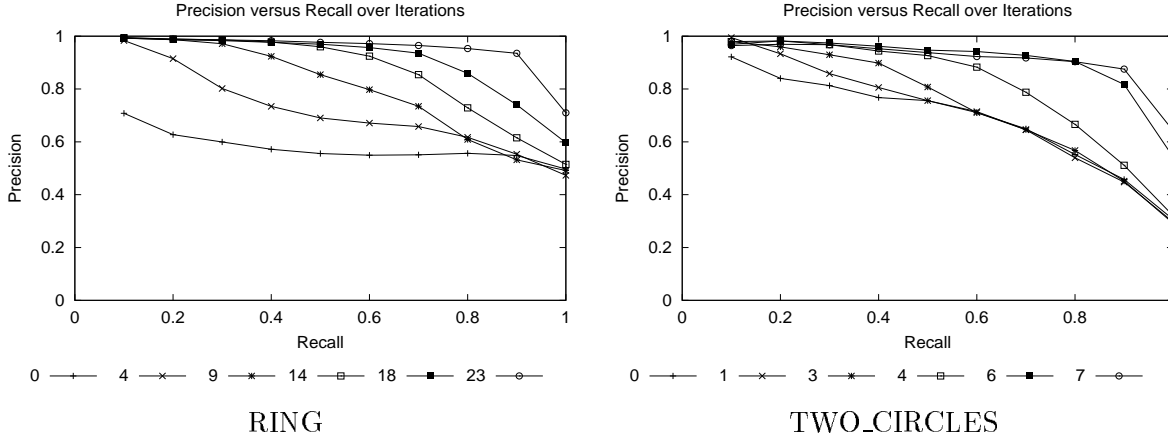 Precision versus Recall over Iterations
1
0.8
0.6
0.4
0.2
0
Precision
0 0.2 0.4 0.6 0.8 1
Recall
0 4 9 14 18 23
RING
Precision versus Recall over Iterations
1
0.8
0.6
0.4
0.2
0
Precision
0 0.2 0.4 0.6 0.8
Recall
0 1 3 4 6 7
TWO_CIRCLES